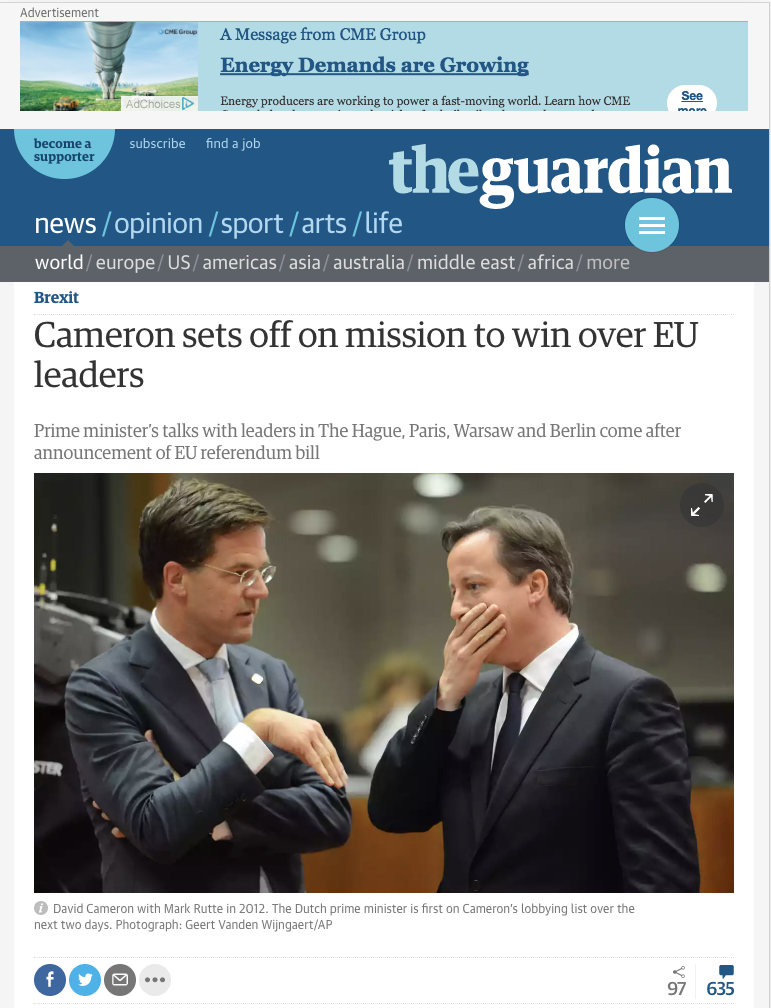 Advertisement
CME Group
A Message from CME Group
Energy Demands are Growing
Energy producers are working to power a fast-moving world. Learn how CME
See
more
AdChoices
become a
supporter
subscribe
find a job
theguardian
news / opinion / sport / arts / life
world / europe / US / americas / asia / australia / middle east / africa / more
Brexit
Cameron sets off on mission to win over EU
leaders
Prime minister's talks with leaders in The Hague, Paris, Warsaw and Berlin come after
announcement of EU referendum bill
STER
David Cameron with Mark Rutte in 2012. The Dutch prime minister is first on Cameron's lobbying list over the
next two days. Photograph: Geert Vanden Wijngaert/AP
97
635